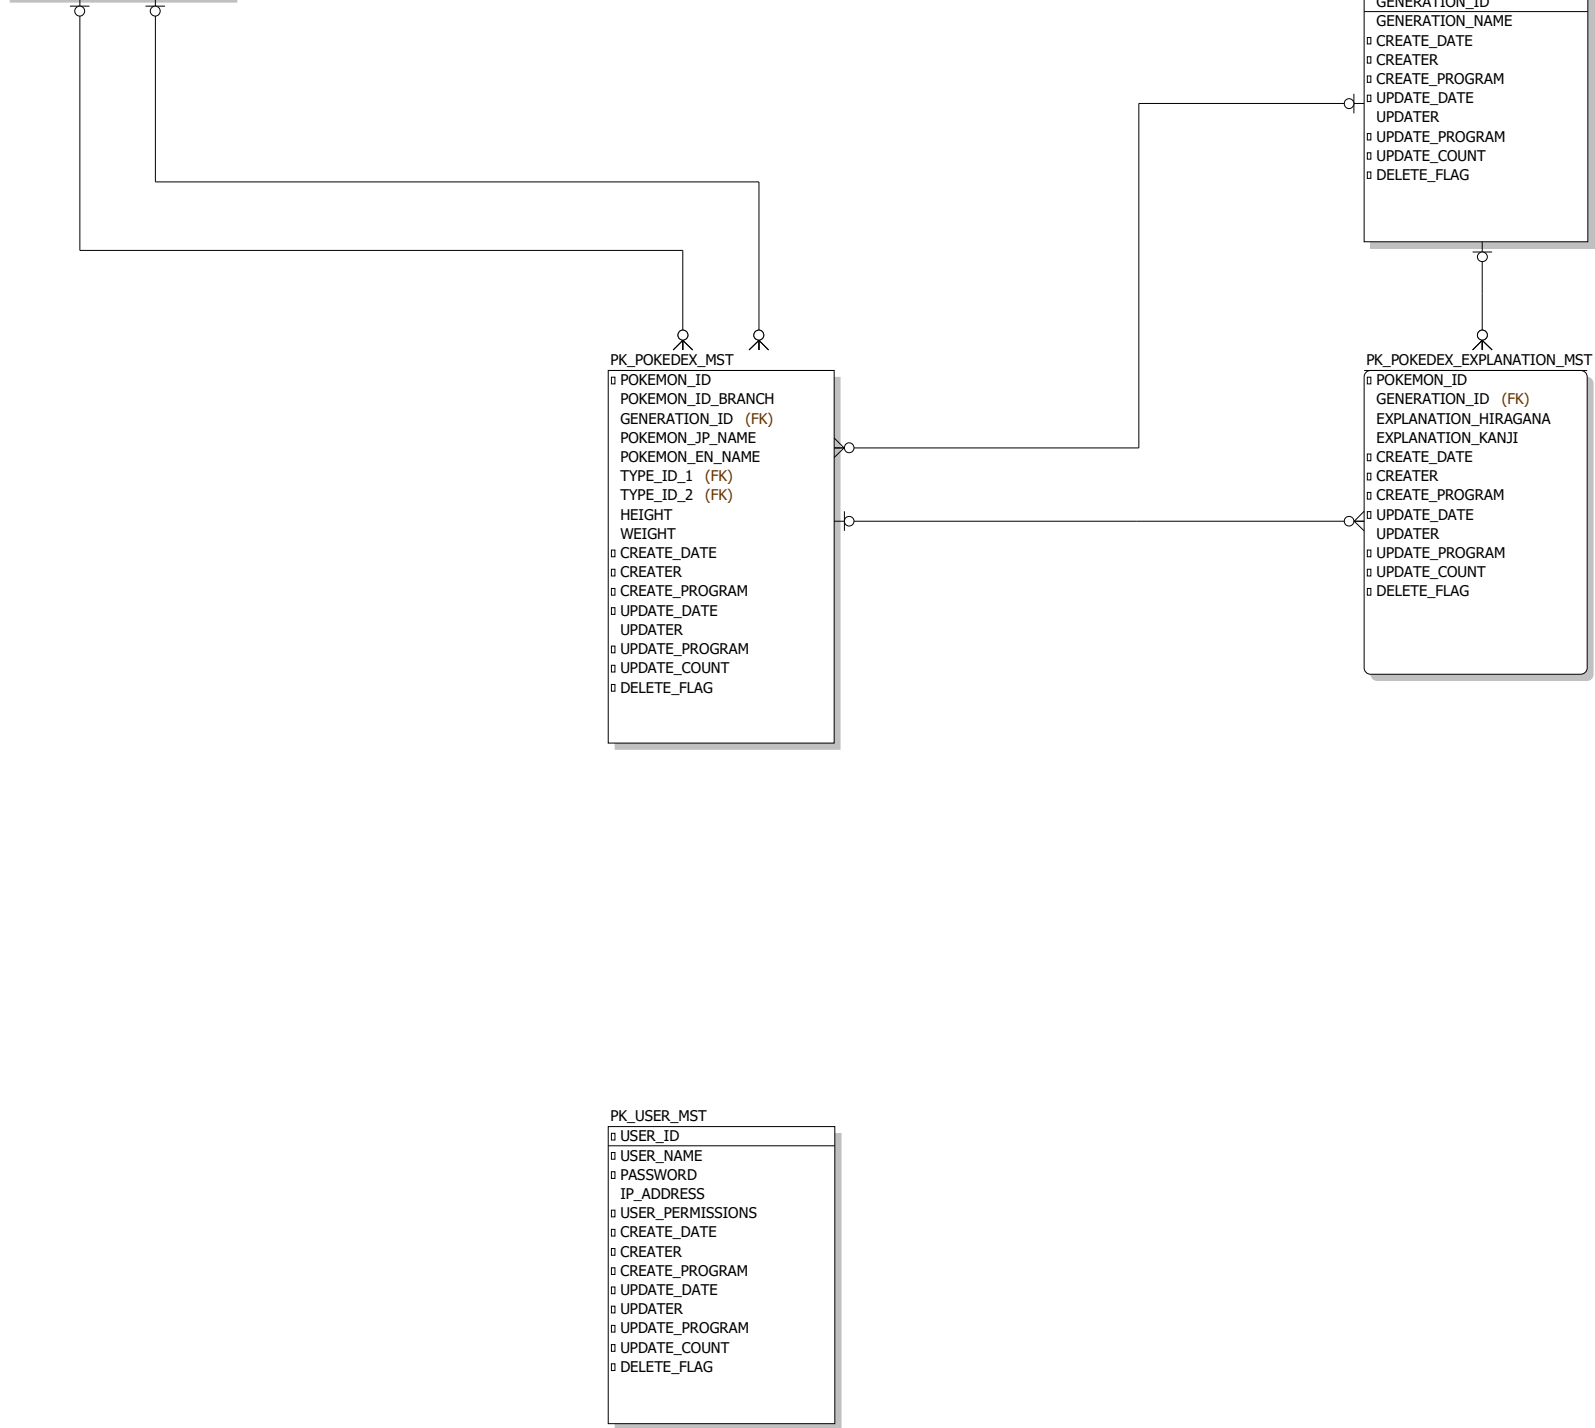 GENERATION_ID
GENERATION_NAME
CREATE_DATE
CREATER
CREATE_PROGRAM
UPDATE_DATE
UPDATER
UPDATE_PROGRAM
UPDATE_COUNT
DELETE_FLAG
PK_POKEDEX_MST
POKEMON_ID
POKEMON_ID_BRANCH
GENERATION_ID (FK)
POKEMON_JP_NAME
POKEMON_EN_NAME
TYPE_ID_1 (FK)
TYPE_ID_2 (FK)
HEIGHT
WEIGHT
CREATE_DATE
CREATER
CREATE_PROGRAM
UPDATE_DATE
UPDATER
UPDATE_PROGRAM
UPDATE_COUNT
DELETE_FLAG
PK_POKEDEX_EXPLANATION_MST
POKEMON_ID
GENERATION_ID (FK)
EXPLANATION_HIRAGANA
EXPLANATION_KANJI
CREATE_DATE
CREATER
CREATE_PROGRAM
UPDATE_DATE
UPDATER
UPDATE_PROGRAM
UPDATE_COUNT
DELETE_FLAG
PK_USER_MST
USER_ID
USER_NAME
PASSWORD
IP_ADDRESS
USER_PERMISSIONS
CREATE_DATE
CREATER
CREATE_PROGRAM
UPDATE_DATE
UPDATER
UPDATE_PROGRAM
UPDATE_COUNT
DELETE_FLAG